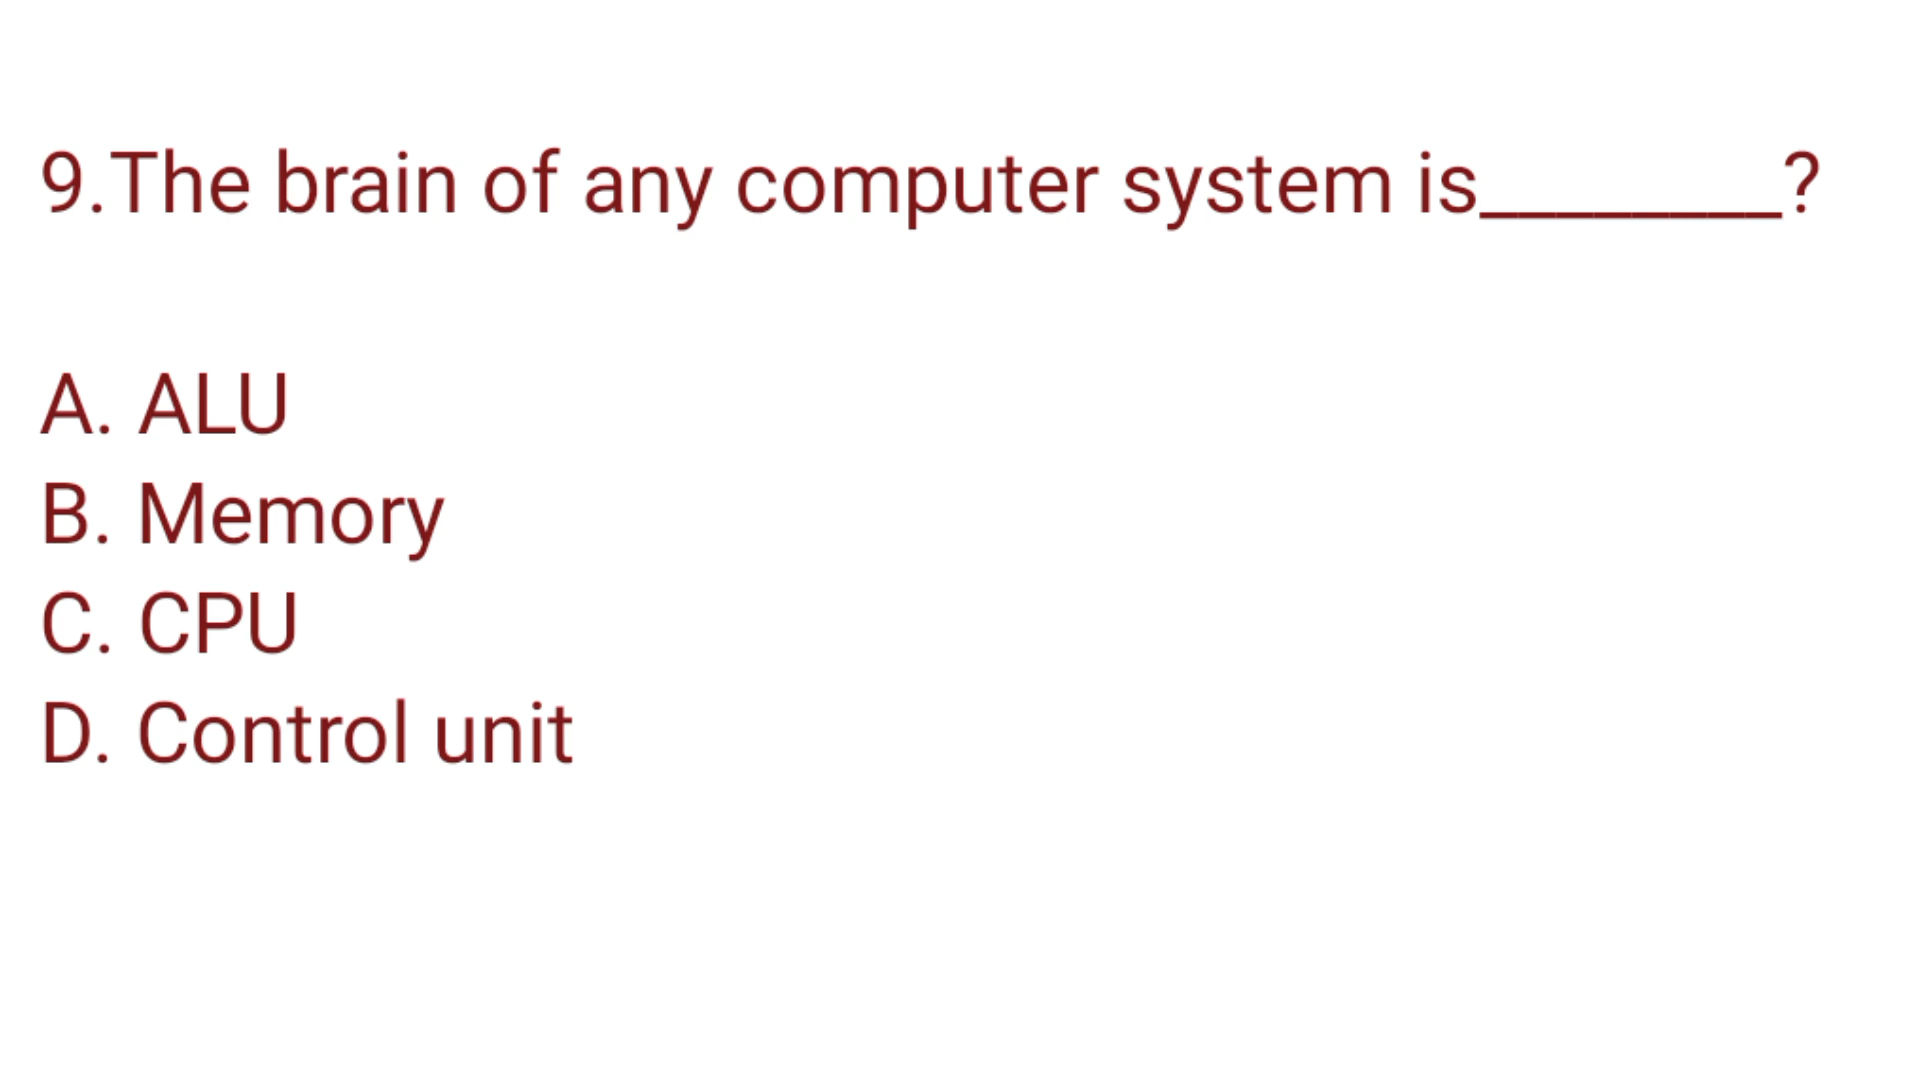 9.The brain of any computer system is________?
A. ALU
B. Memory
C. CPU
D. Control unit